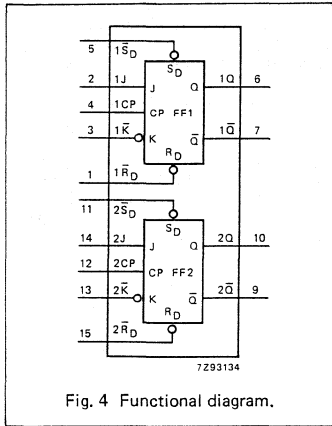 5 1S̅D
SD
2 1J J Q 1Q 6
4 1CP CP FF1
3 1K̅ K Q̅ 1Q̅ 7
RD
1 1R̅D
11 2S̅D
SD
14 2J J Q 2Q 10
12 2CP CP FF2
13 2K̅ K Q̅ 2Q̅ 9
RD
15 2R̅D
7Z93134
Fig. 4 Functional diagram.